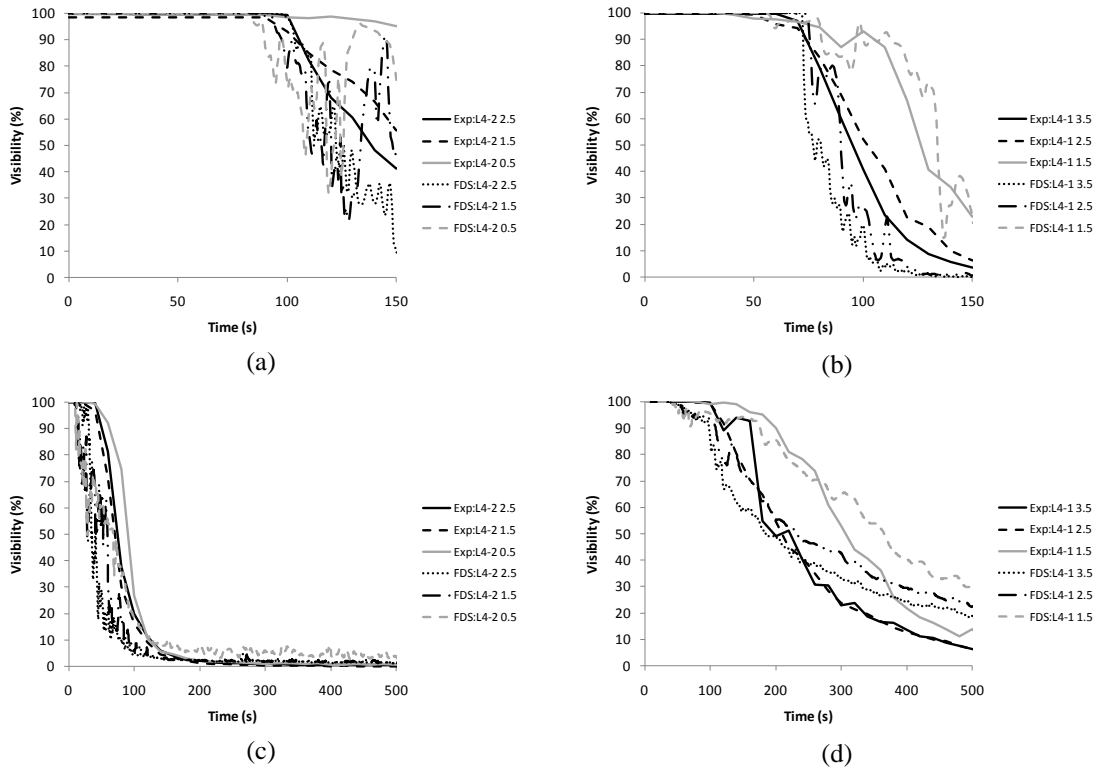 100
90
80
70
60
50
40
30
20
10
0
Visibility (%)
0 50 100 150
Time (s)
Exp:L4-2 2.5
Exp:L4-2 1.5
Exp:L4-2 0.5
FDS:L4-2 2.5
FDS:L4-2 1.5
FDS:L4-2 0.5
(a)
100
90
80
70
60
50
40
30
20
10
0
Visibility (%)
0 50 100 150
Time (s)
Exp:L4-1 3.5
Exp:L4-1 2.5
Exp:L4-1 1.5
FDS:L4-1 3.5
FDS:L4-1 2.5
FDS:L4-1 1.5
(b)
100
90
80
70
60
50
40
30
20
10
0
Visibility (%)
0 100 200 300 400 500
Time (s)
Exp:L4-2 2.5
Exp:L4-2 1.5
Exp:L4-2 0.5
FDS:L4-2 2.5
FDS:L4-2 1.5
FDS:L4-2 0.5
(c)
100
90
80
70
60
50
40
30
20
10
0
Visibility (%)
0 100 200 300 400 500
Time (s)
Exp:L4-1 3.5
Exp:L4-1 2.5
Exp:L4-1 1.5
FDS:L4-1 3.5
FDS:L4-1 2.5
FDS:L4-1 1.5
(d)